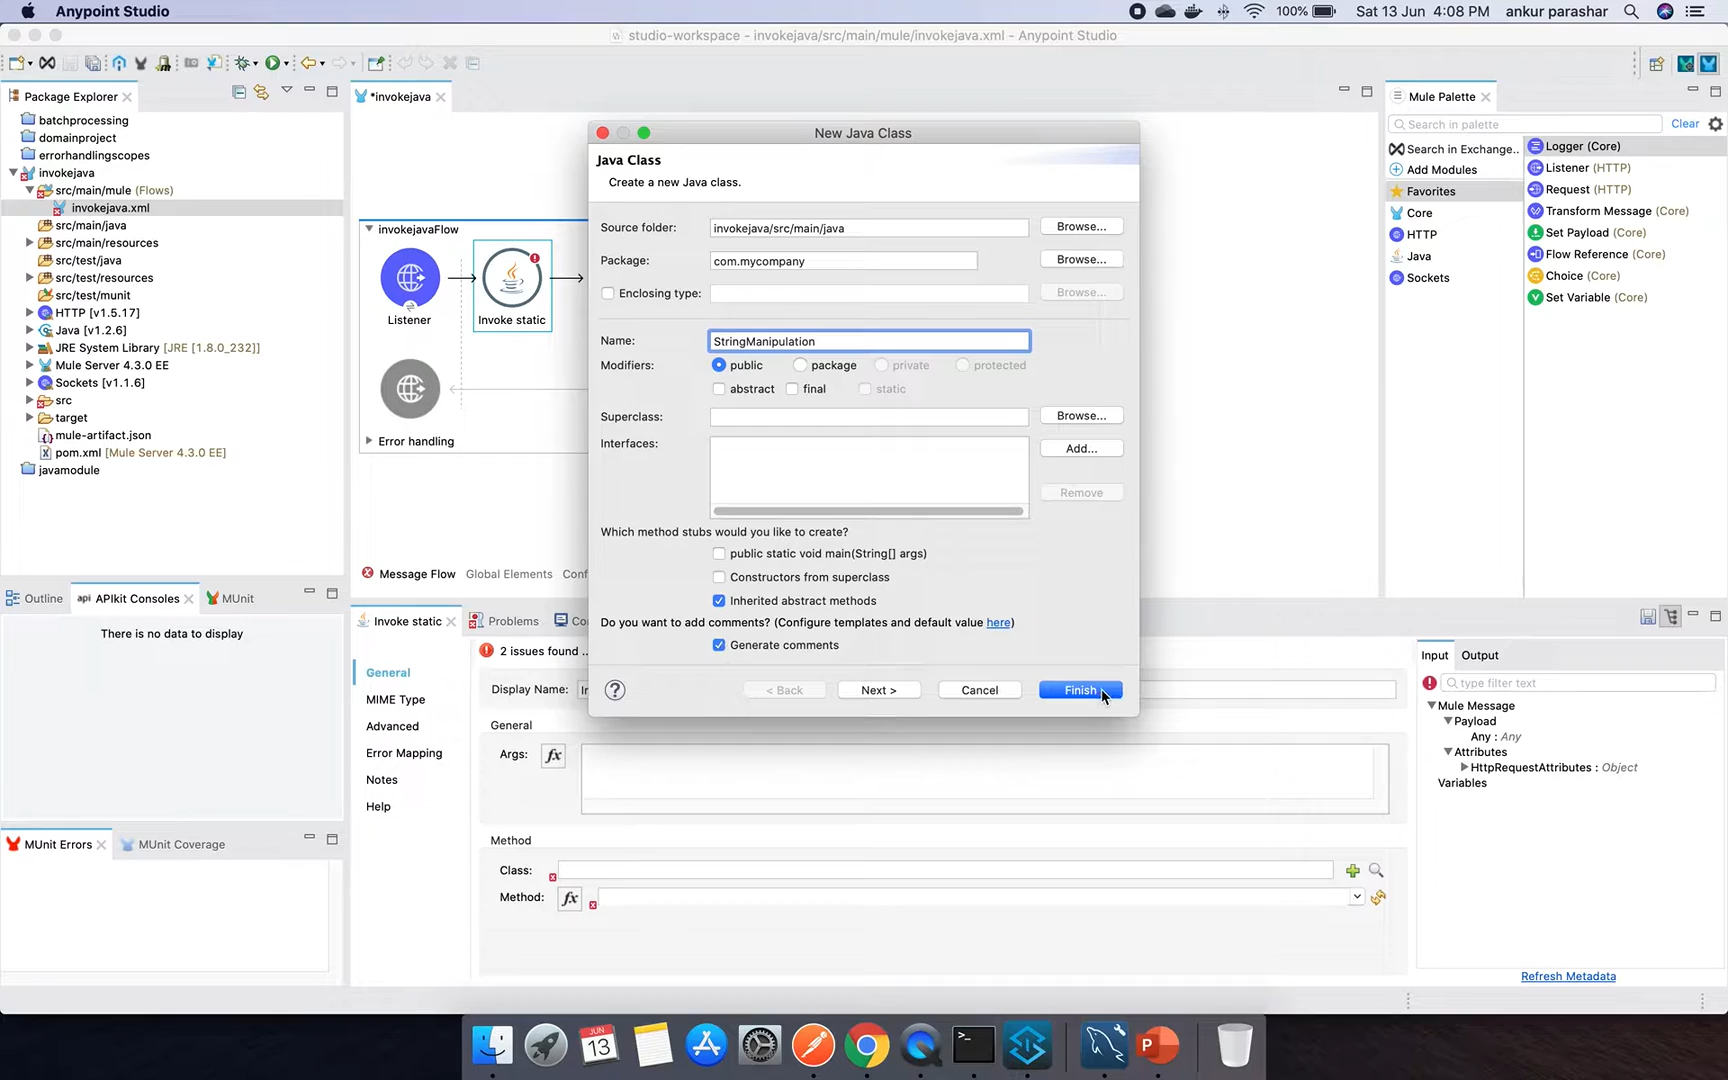 Anypoint Studio
100%
Sat 13 Jun 4:08 PM
ankur parashar
studio-workspace - invokejava/src/main/mule/invokejava.xml - Anypoint Studio
Package Explorer
batchprocessing
domainproject
errorhandlingscopes
invokejava
src/main/mule (Flows)
invokejava.xml
src/main/java
src/main/resources
src/test/java
src/test/resources
src/test/munit
HTTP [v1.5.17]
Java [v1.2.6]
JRE System Library [JRE [1.8.0_232]]
Mule Server 4.3.0 EE
Sockets [v1.1.6]
src
target
mule-artifact.json
pom.xml [Mule Server 4.3.0 EE]
javamodule
*invokejava
invokejavaFlow
Listener
Invoke static
Error handling
Message Flow
Global Elements
Conf
New Java Class
Java Class
Create a new Java class.
Source folder:
invokejava/src/main/java
Browse...
Package:
com.mycompany
Browse...
Enclosing type:
Browse...
Name:
StringManipulation
Modifiers:
public
package
private
protected
abstract
final
static
Superclass:
Browse...
Interfaces:
Add...
Remove
Which method stubs would you like to create?
public static void main(String[] args)
Constructors from superclass
Inherited abstract methods
Do you want to add comments? (Configure templates and default value here)
Generate comments
?
< Back
Next >
Cancel
Finish
Mule Palette
Search in palette
Clear
Search in Exchange..
Add Modules
Favorites
Core
HTTP
Java
Sockets
Logger (Core)
Listener (HTTP)
Request (HTTP)
Transform Message (Core)
Set Payload (Core)
Flow Reference (Core)
Choice (Core)
Set Variable (Core)
Outline
api APIkit Consoles
MUnit
There is no data to display
MUnit Errors
MUnit Coverage
Invoke static
Problems
Co
2 issues found ..
General
MIME Type
Advanced
Error Mapping
Notes
Help
Display Name:
General
Args:
fx
Method
Class:
Method:
fx
Input
Output
type filter text
Mule Message
Payload
Any : Any
Attributes
HttpRequestAttributes : Object
Variables
Refresh Metadata
JUN
13